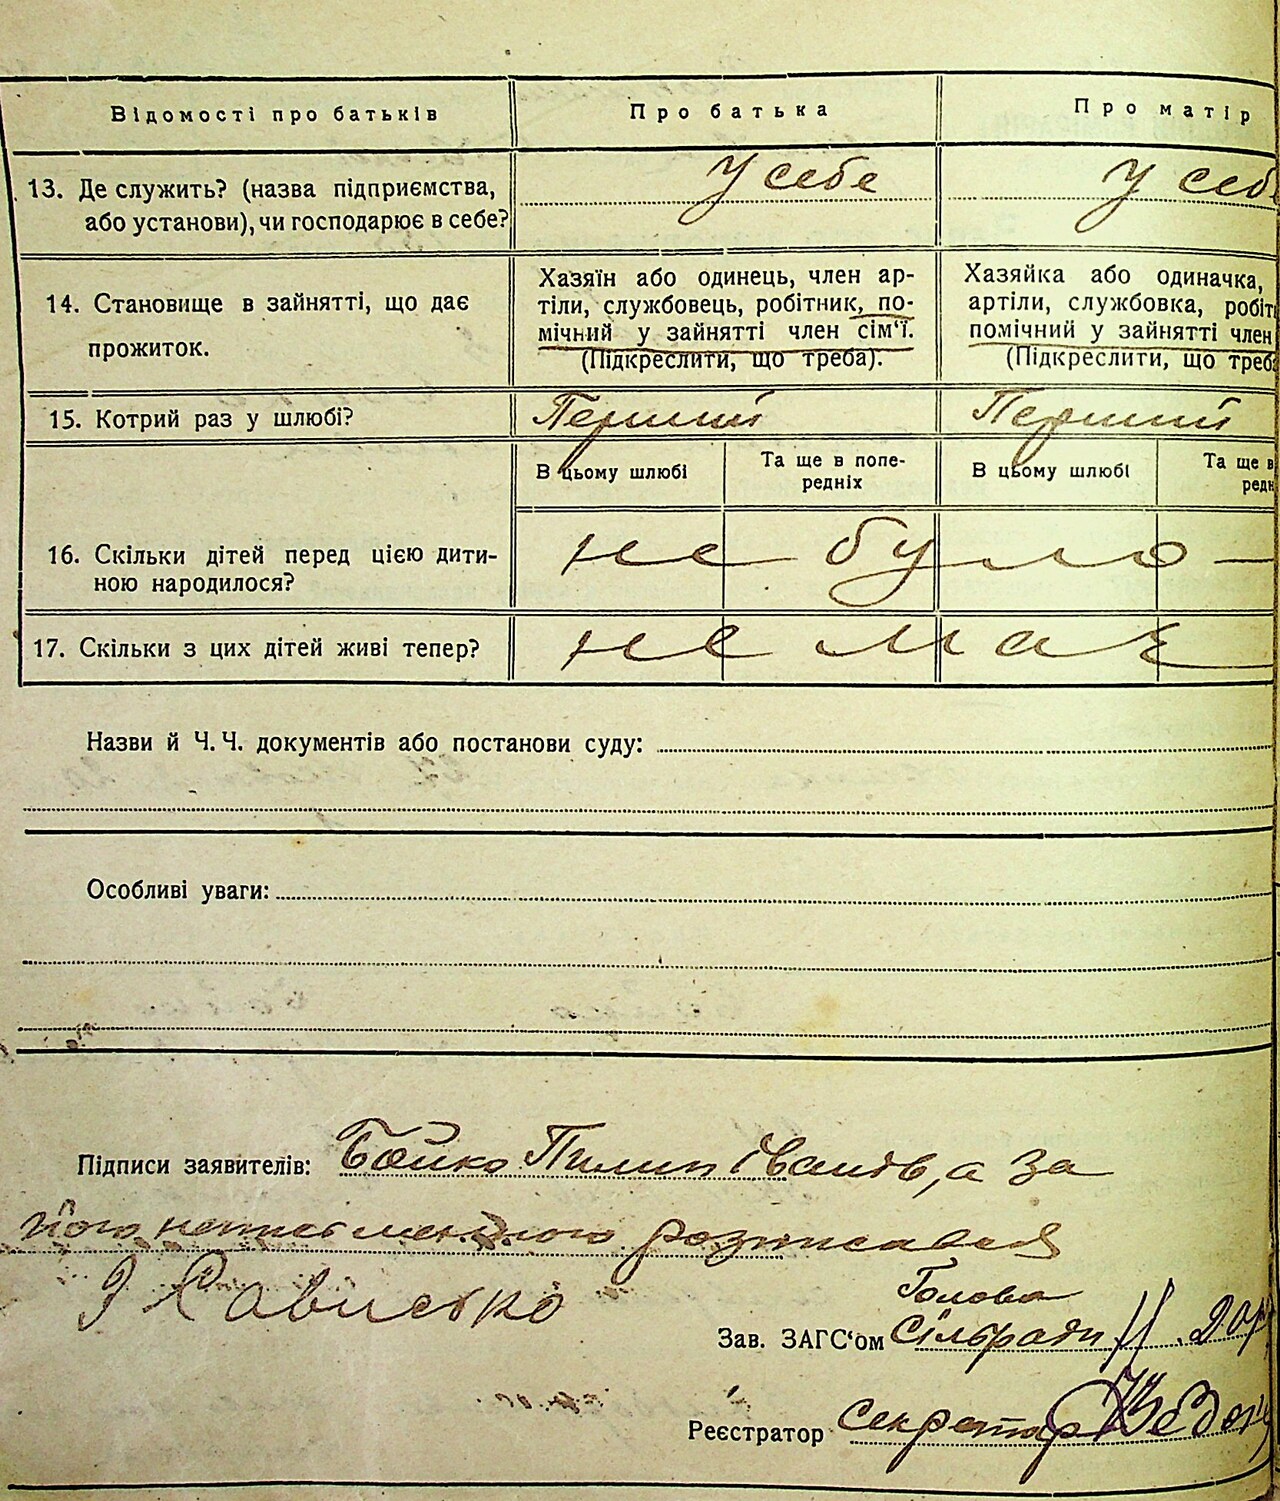 Відомості про батьків Про батька Про матір
13. Де служить? (назва підприємства, У себе У себе
або установи), чи господарює в себе?
14. Становище в зайнятті, що дає прожиток.
Хазяїн або одинець, член ар-
тіли, службовець, робітник, по-
мічний у зайнятті член сім'ї.
(Підкреслити, що треба).
Хазяйка або одиначка,
артіли, службовка, робіт
помічний у зайнятті член
(Підкреслити, що треба
15. Котрий раз у шлюбі? Перший Перший
В цьому шлюбі Та ще в попе-
редніх В цьому шлюбі Та ще в
редн
16. Скільки дітей перед цією дити-
ною народилося? не було —
17. Скільки з цих дітей живі тепер? не має
Назви й Ч. Ч. документів або постанови суду:
Особливі уваги:
Підписи заявителів: Бойко Пилип Іванів, а за
його неписьменного розписався
Голова
Зав. ЗАГС'ом Сільради
Реєстратор Секретар